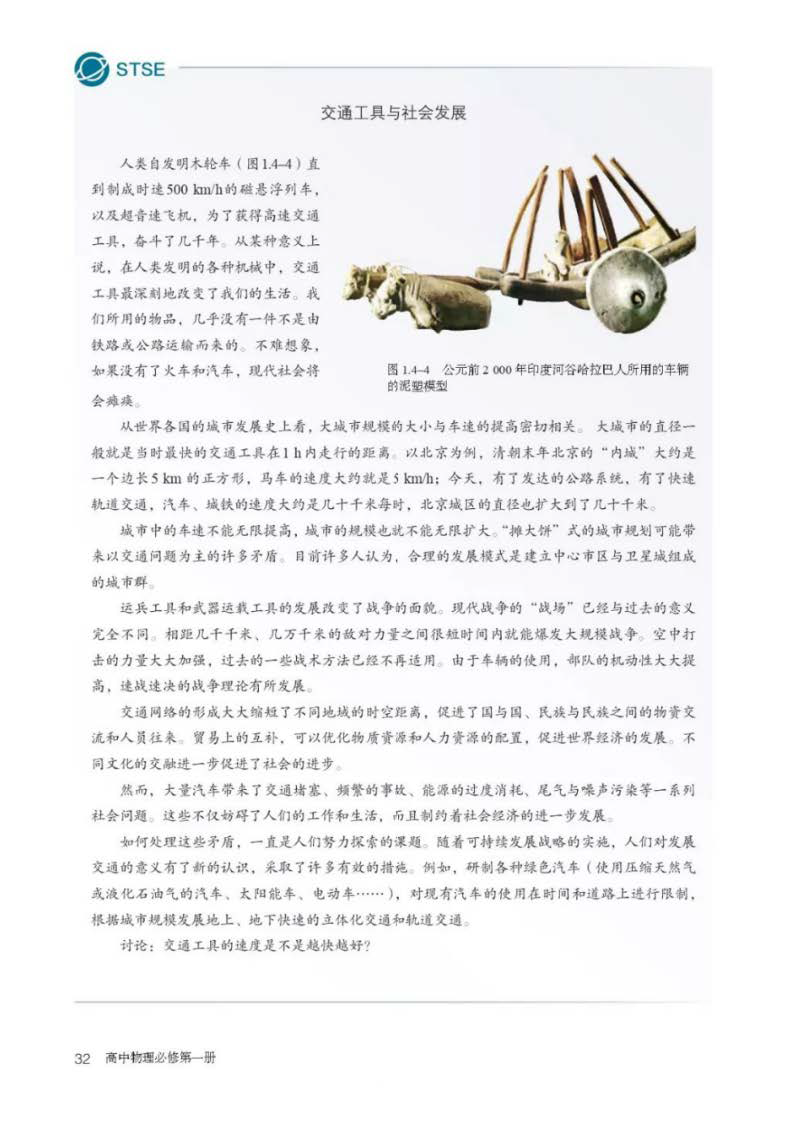 STSE
交通工具与社会发展
人类自发明木轮车（图1.4-4）直
到制成时速500 km/h的磁悬浮列车，
以及超音速飞机，为了获得高速交通
工具，奋斗了几千年。从某种意义上
说，在人类发明的各种机械中，交通
工具最深刻地改变了我们的生活。我
们所用的物品，几乎没有一件不是由
铁路或公路运输而来的。不难想象，
如果没有了火车和汽车，现代社会将
会瘫痪。
图 1.4-4 公元前 2 000 年印度河谷哈拉巴人所用的车辆
的泥塑模型
从世界各国的城市发展史上看，大城市规模的大小与车速的提高密切相关。大城市的直径一
般就是当时最快的交通工具在1 h内走行的距离。以北京为例，清朝末年北京的“内城”大约是
一个边长5 km 的正方形，马车的速度大约就是5 km/h；今天，有了发达的公路系统，有了快速
轨道交通，汽车、城铁的速度大约是几十千米每时，北京城区的直径也扩大到了几十千米。
城市中的车速不能无限提高，城市的规模也就不能无限扩大。“摊大饼”式的城市规划可能带
来以交通问题为主的许多矛盾。目前许多人认为，合理的发展模式是建立中心市区与卫星城组成
的城市群。
运兵工具和武器运载工具的发展改变了战争的面貌。现代战争的“战场”已经与过去的意义
完全不同。相距几千千米、几万千米的敌对力量之间很短时间内就能爆发大规模战争。空中打
击的力量大大加强，过去的一些战术方法已经不再适用。由于车辆的使用，部队的机动性大大提
高，速战速决的战争理论有所发展。
交通网络的形成大大缩短了不同地域的时空距离，促进了国与国、民族与民族之间的物资交
流和人员往来。贸易上的互补，可以优化物质资源和人力资源的配置，促进世界经济的发展。不
同文化的交融进一步促进了社会的进步。
然而，大量汽车带来了交通堵塞、频繁的事故、能源的过度消耗、尾气与噪声污染等一系列
社会问题。这些不仅妨碍了人们的工作和生活，而且制约着社会经济的进一步发展。
如何处理这些矛盾，一直是人们努力探索的课题。随着可持续发展战略的实施，人们对发展
交通的意义有了新的认识，采取了许多有效的措施。例如，研制各种绿色汽车（使用压缩天然气
或液化石油气的汽车、太阳能车、电动车……），对现有汽车的使用在时间和道路上进行限制，
根据城市规模发展地上、地下快速的立体化交通和轨道交通。
讨论：交通工具的速度是不是越快越好？
32 高中物理必修第一册